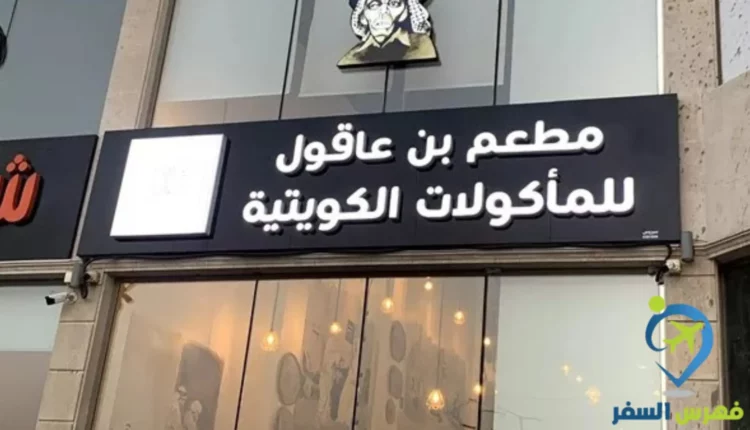 مطعم بن عاقول
للمأكولات الكويتية
فهرس السفر